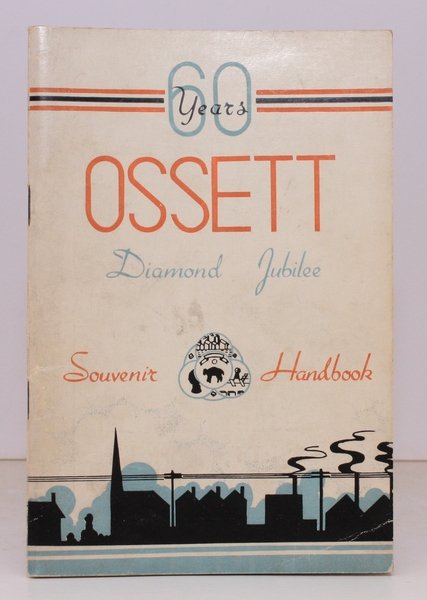 60
Years
OSSETT
Diamond Jubilee
Souvenir Handbook